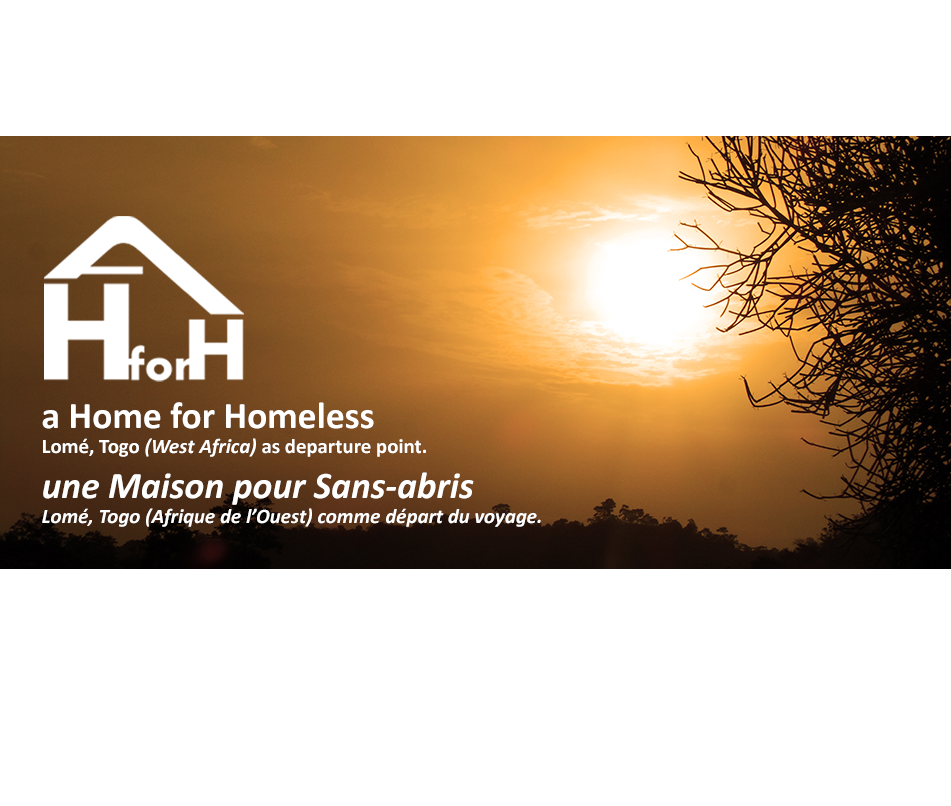 HforH
a Home for Homeless
Lomé, Togo (West Africa) as departure point.
une Maison pour Sans-abris
Lomé, Togo (Afrique de l’Ouest) comme départ du voyage.